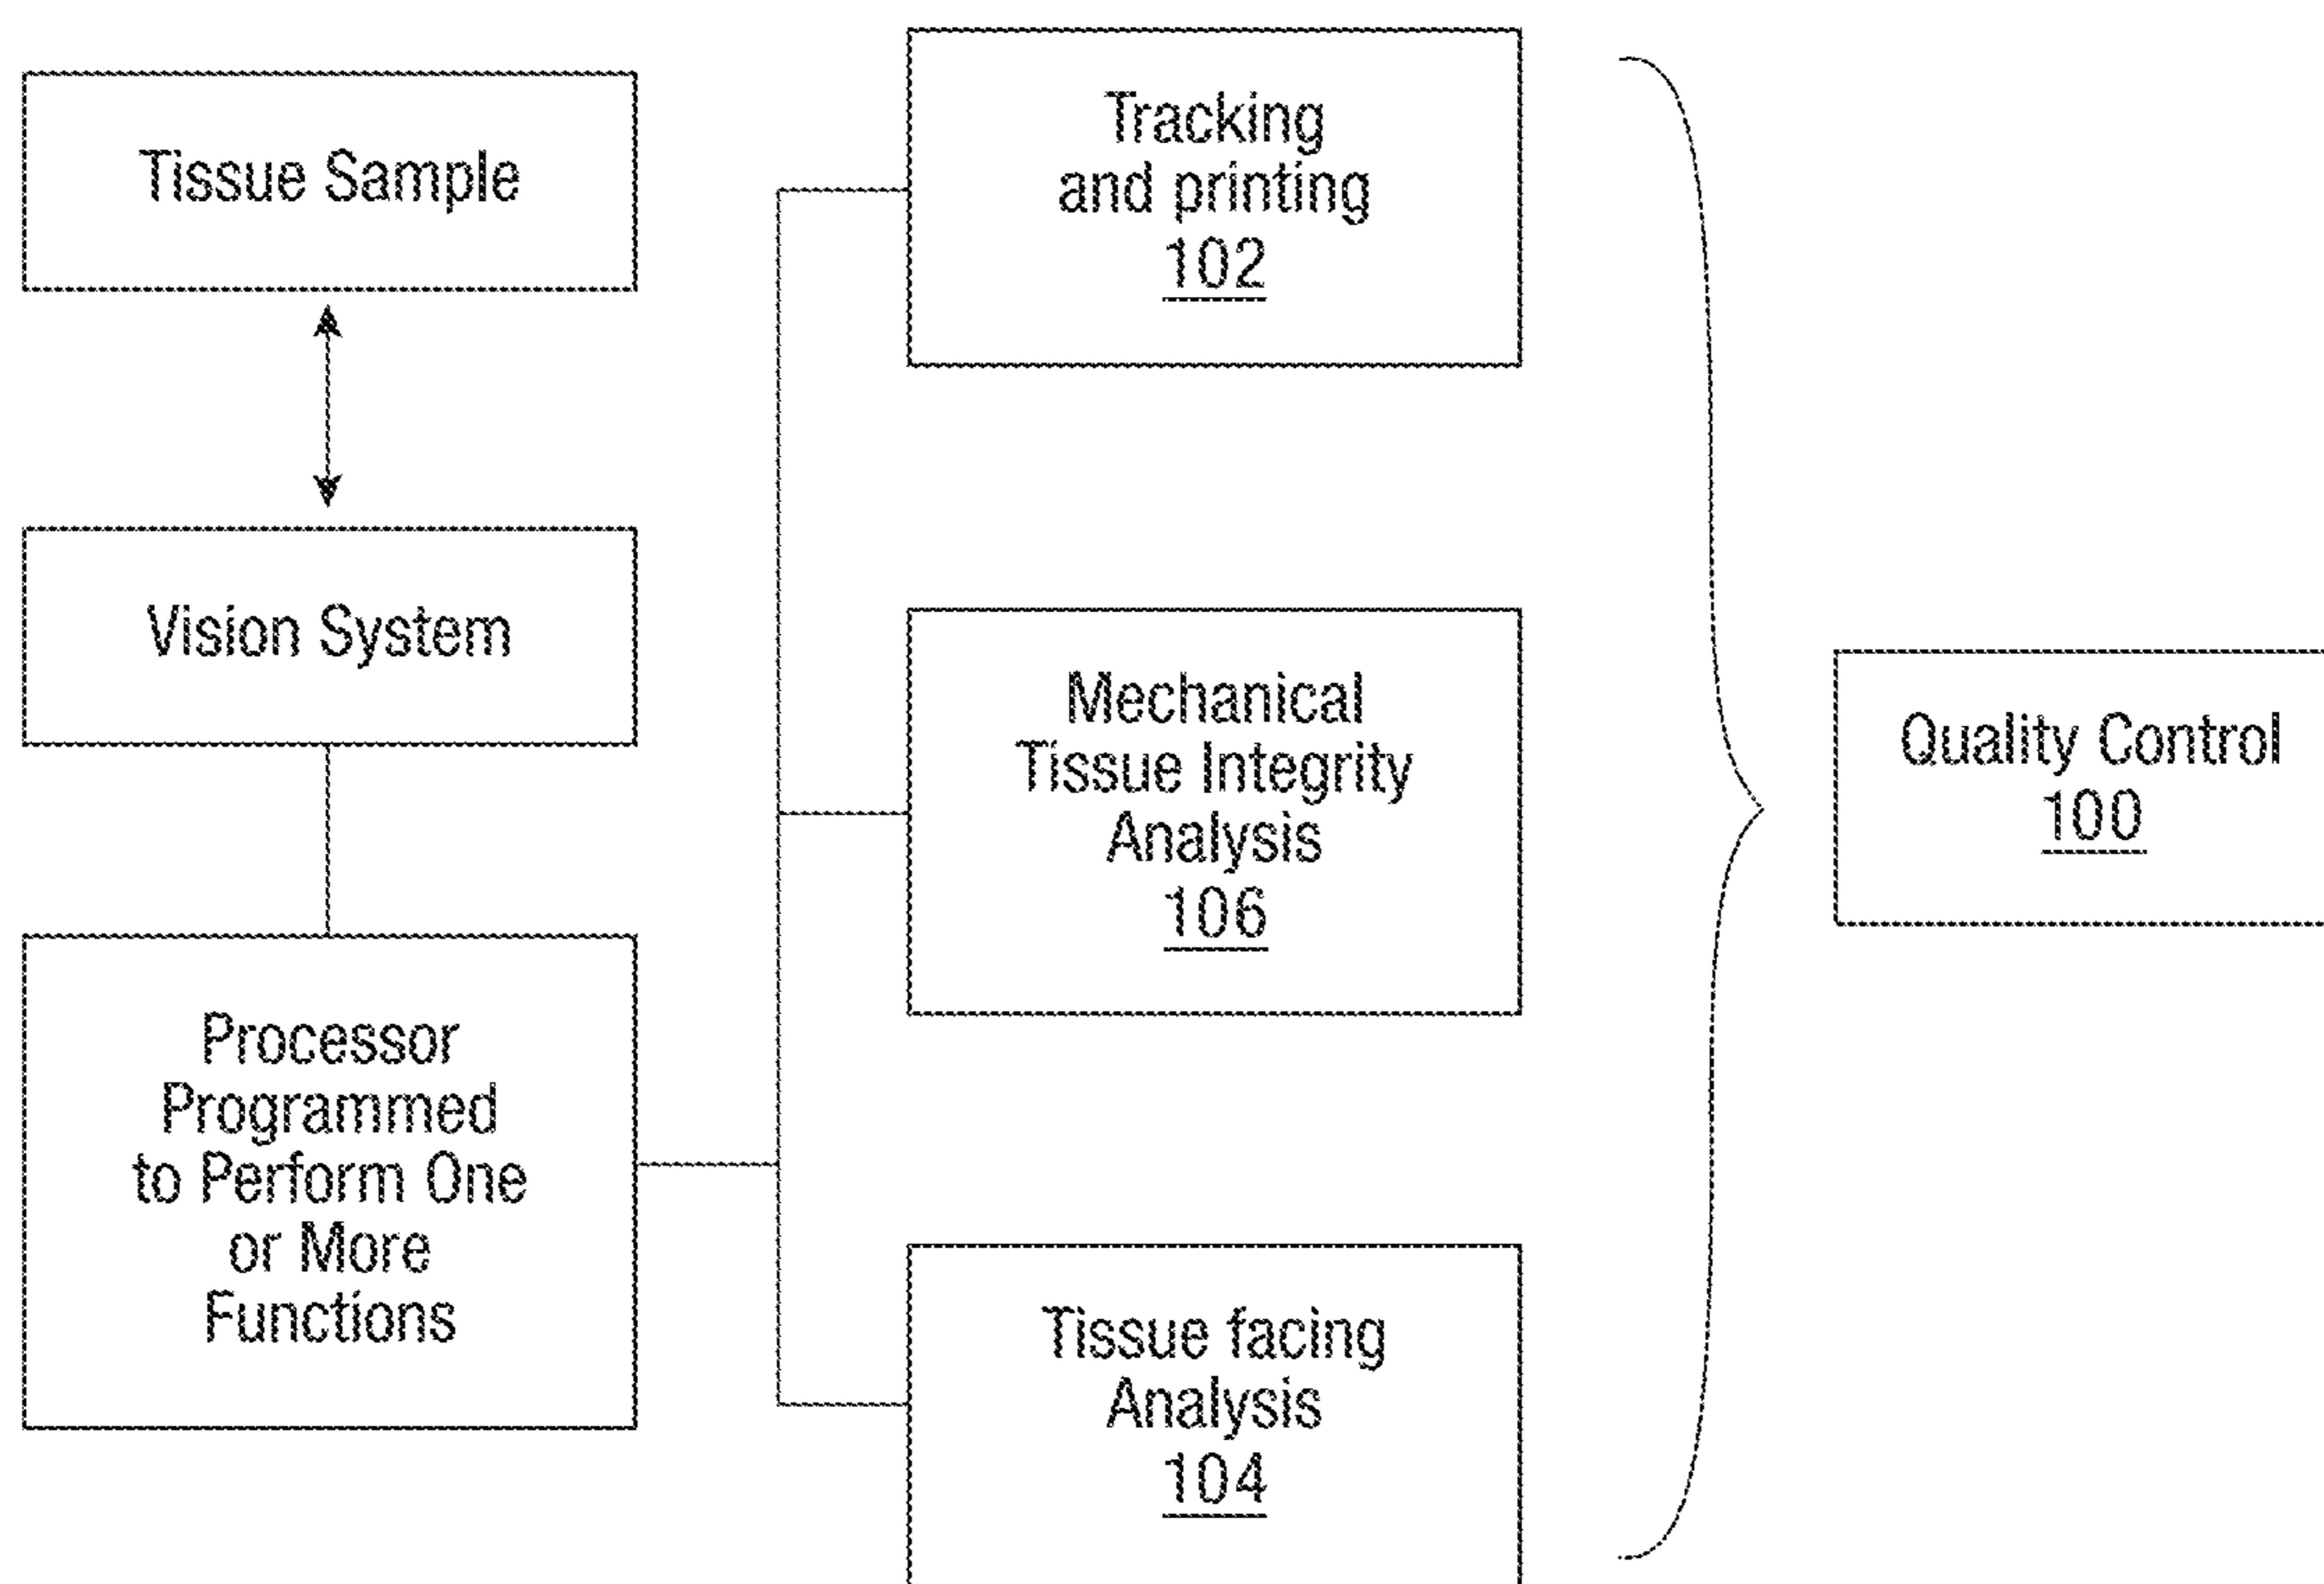 Tissue Sample
Vision System
Processor
Programmed
to Perform One
or More
Functions
Tracking
and printing
102
Mechanical
Tissue Integrity
Analysis
106
Tissue facing
Analysis
104
Quality Control
100